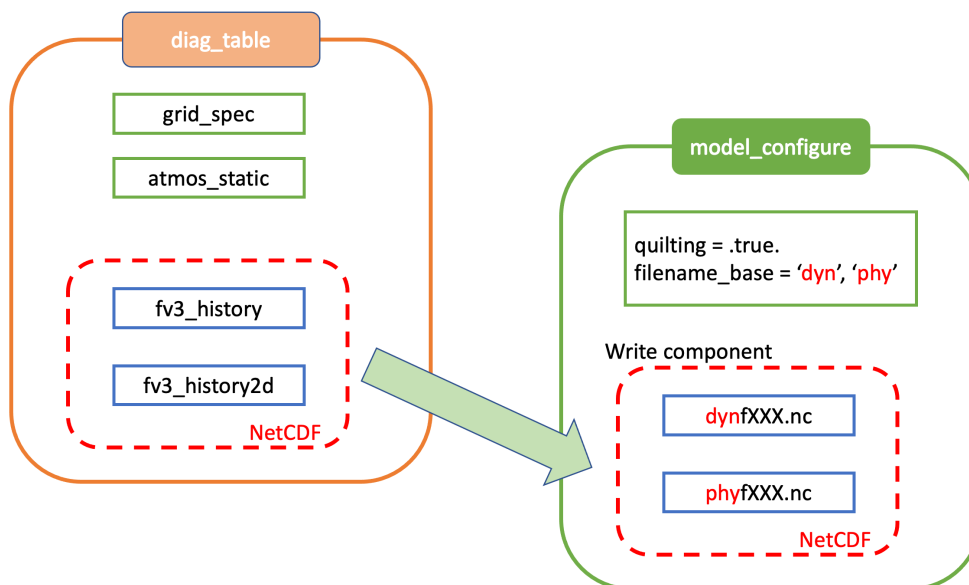 diag_table
grid_spec
atmos_static
fv3_history
fv3_history2d
NetCDF
model_configure
quilting = .true.
filename_base = ‘dyn’, ‘phy’
Write component
dynfXXX.nc
phyfXXX.nc
NetCDF